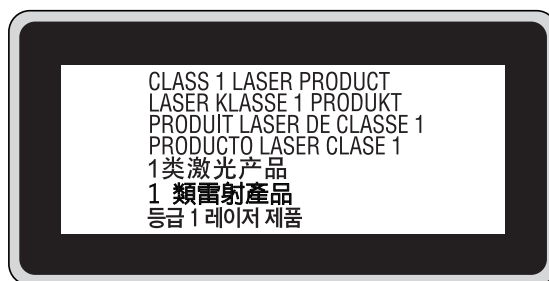 CLASS 1 LASER PRODUCT
LASER KLASSE 1 PRODUKT
PRODUIT LASER DE CLASSE 1
PRODUCTO LASER CLASE 1
1类激光产品
1 類雷射產品
등급 1 레이저 제품